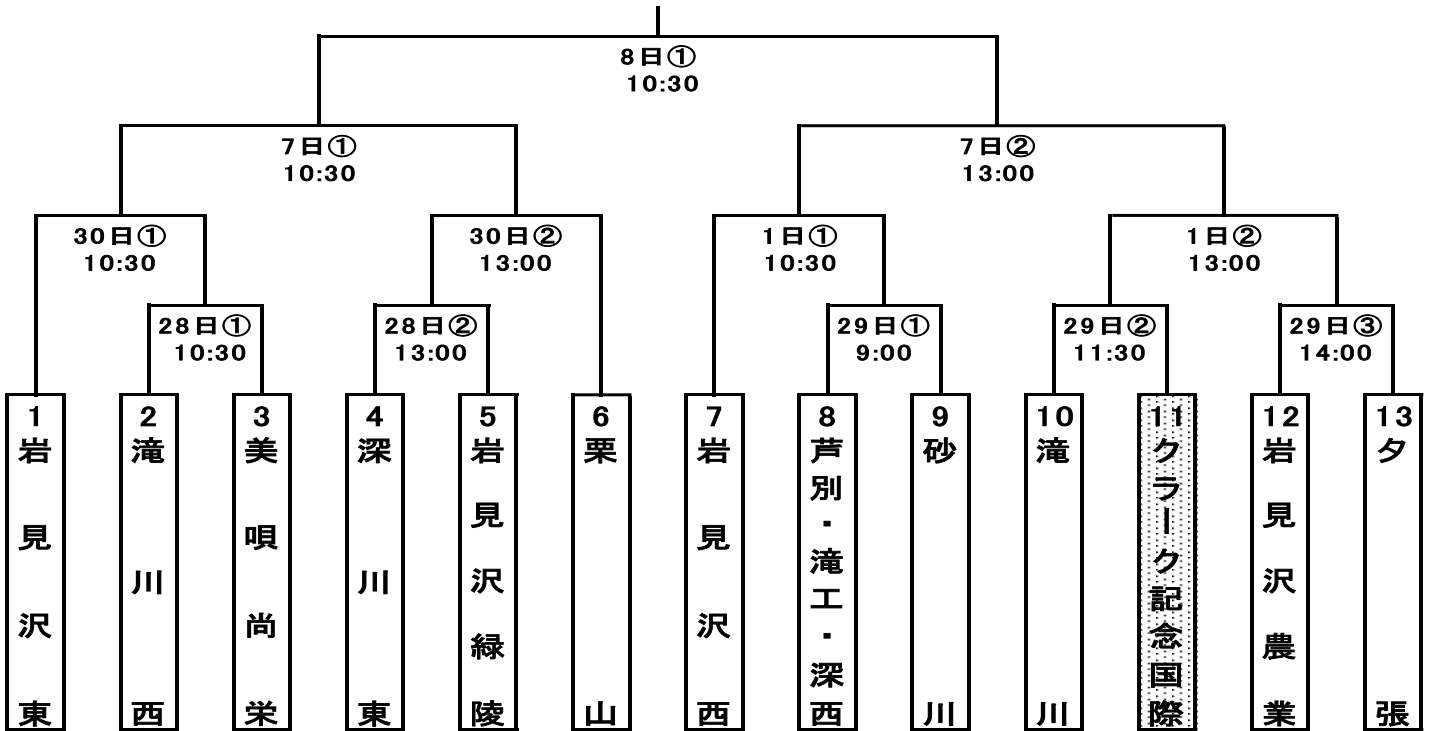 8日①
10:30
7日①
10:30
7日②
13:00
30日①
10:30
30日②
13:00
1日①
10:30
1日②
13:00
28日①
10:30
28日②
13:00
29日①
9:00
29日②
11:30
29日③
14:00
1
岩見沢東
2
滝川西
3
美唄尚栄
4
深川東
5
岩見沢緑陵
6
栗山
7
岩見沢西
8
芦別・滝工・深西
9
砂川
10
滝川
11
クラーク記念国際
12
岩見沢農業
13
夕張